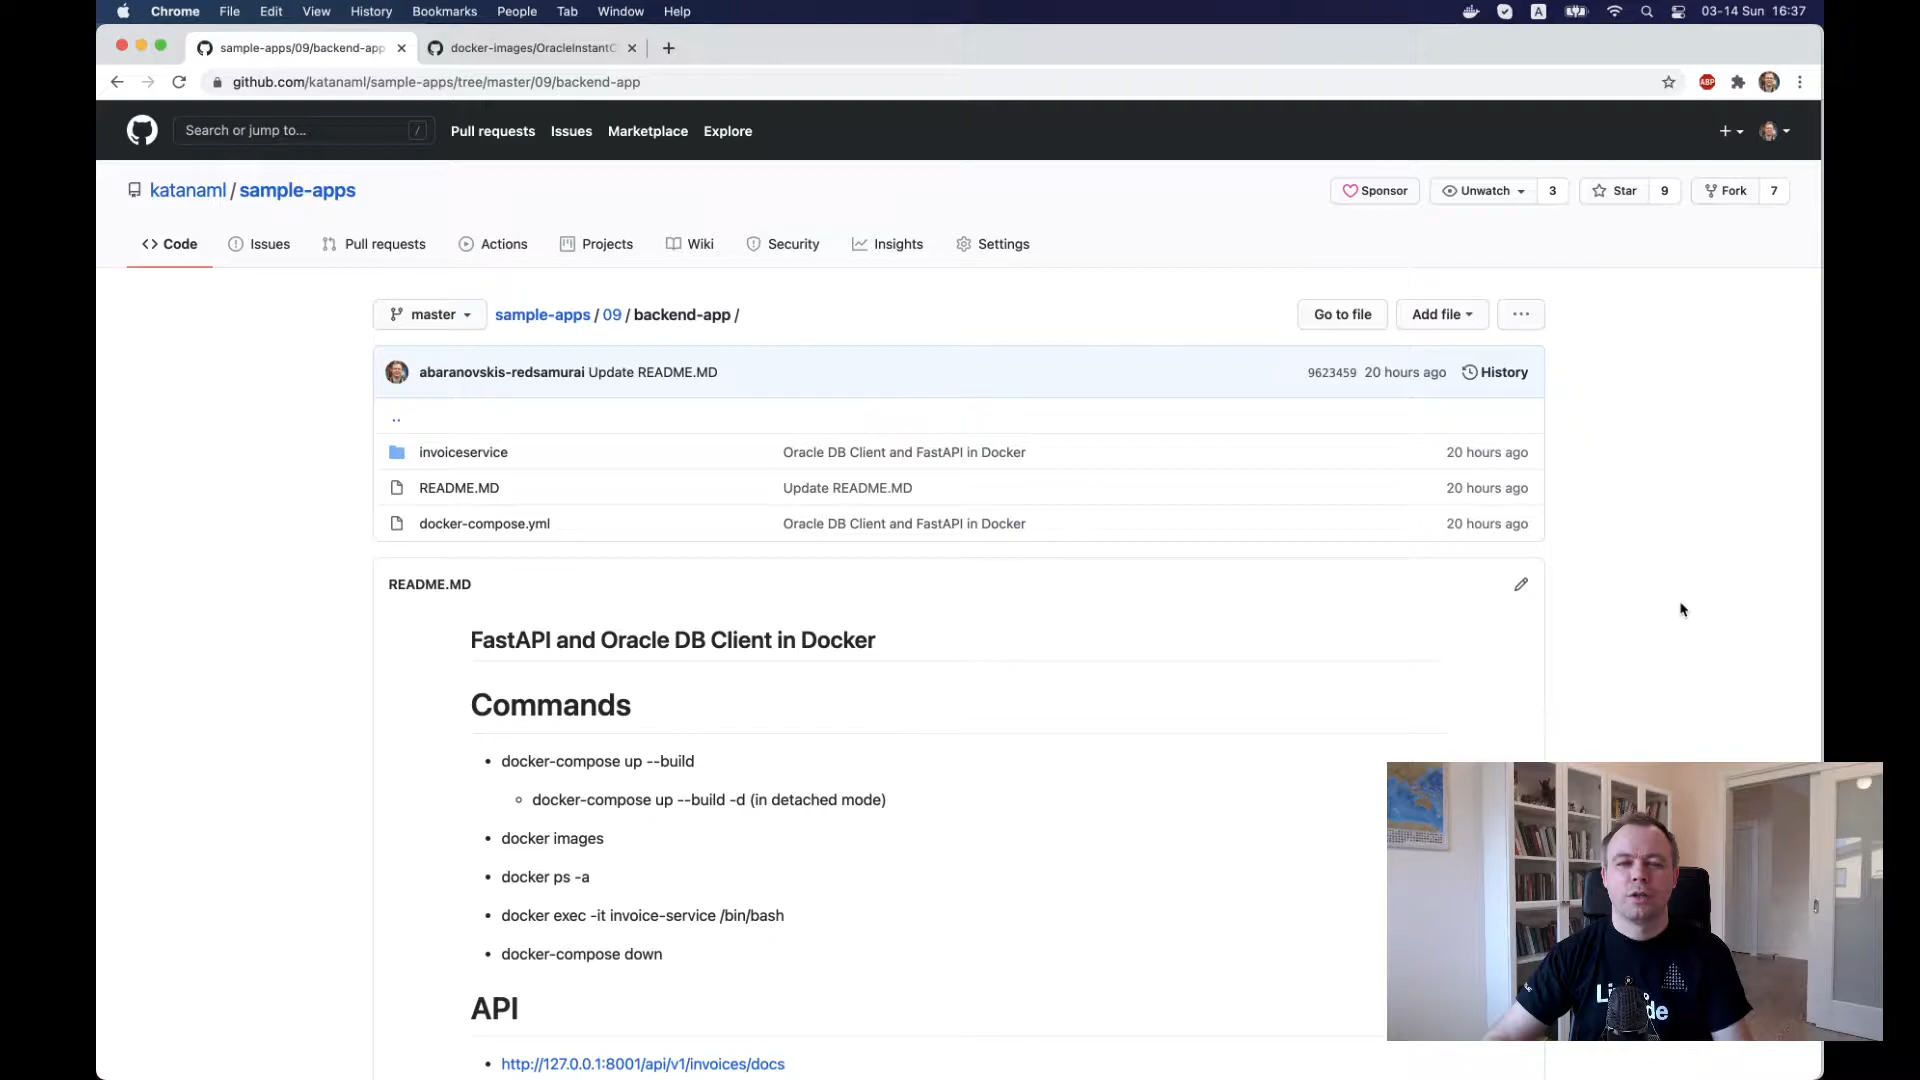 Chrome File Edit View History Bookmarks People Tab Window Help
A
03-14 Sun 16:37
sample-apps/09/backend-app
docker-images/OracleInstantC
github.com/katanaml/sample-apps/tree/master/09/backend-app
ABP
Search or jump to... /
Pull requests Issues Marketplace Explore
katanaml / sample-apps
Sponsor
Unwatch 3
Star 9
Fork 7
Code Issues Pull requests Actions Projects Wiki Security Insights Settings
master
sample-apps / 09 / backend-app /
Go to file
Add file
...
abaranovskis-redsamurai Update README.MD
9623459 20 hours ago History
..
invoiceservice Oracle DB Client and FastAPI in Docker 20 hours ago
README.MD Update README.MD 20 hours ago
docker-compose.yml Oracle DB Client and FastAPI in Docker 20 hours ago
README.MD
FastAPI and Oracle DB Client in Docker
Commands
• docker-compose up --build
docker-compose up --build -d (in detached mode)
• docker images
• docker ps -a
• docker exec -it invoice-service /bin/bash
• docker-compose down
API
• http://127.0.0.1:8001/api/v1/invoices/docs